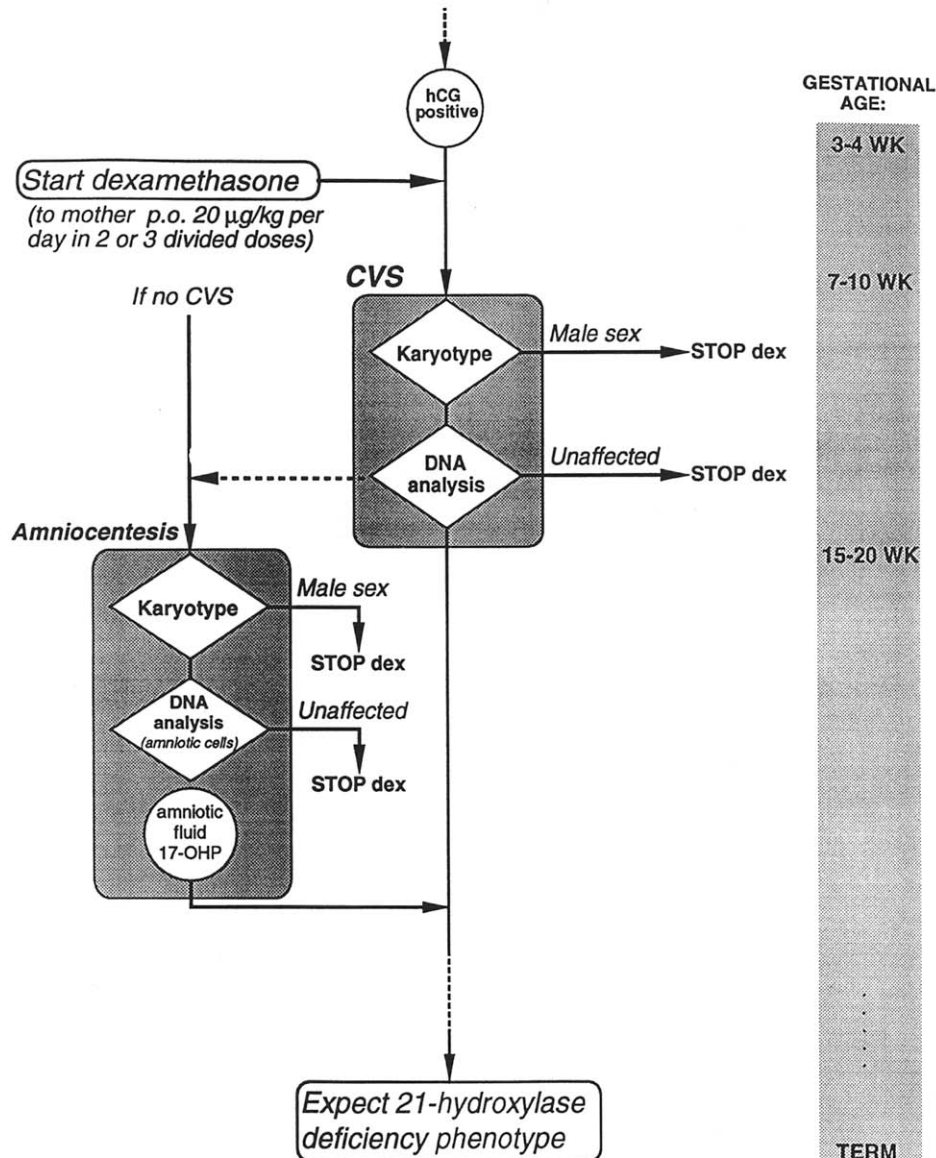 hCG
positive
GESTATIONAL
AGE:
3-4 WK
Start dexamethasone
(to mother p.o. 20 µg/kg per
day in 2 or 3 divided doses)
CVS
7-10 WK
If no CVS
Karyotype
Male sex
STOP dex
DNA
analysis
Unaffected
STOP dex
Amniocentesis
15-20 WK
Karyotype
Male sex
STOP dex
DNA
analysis
(amniotic cells)
Unaffected
STOP dex
amniotic
fluid
17-OHP
Expect 21-hydroxylase
deficiency phenotype
TERM